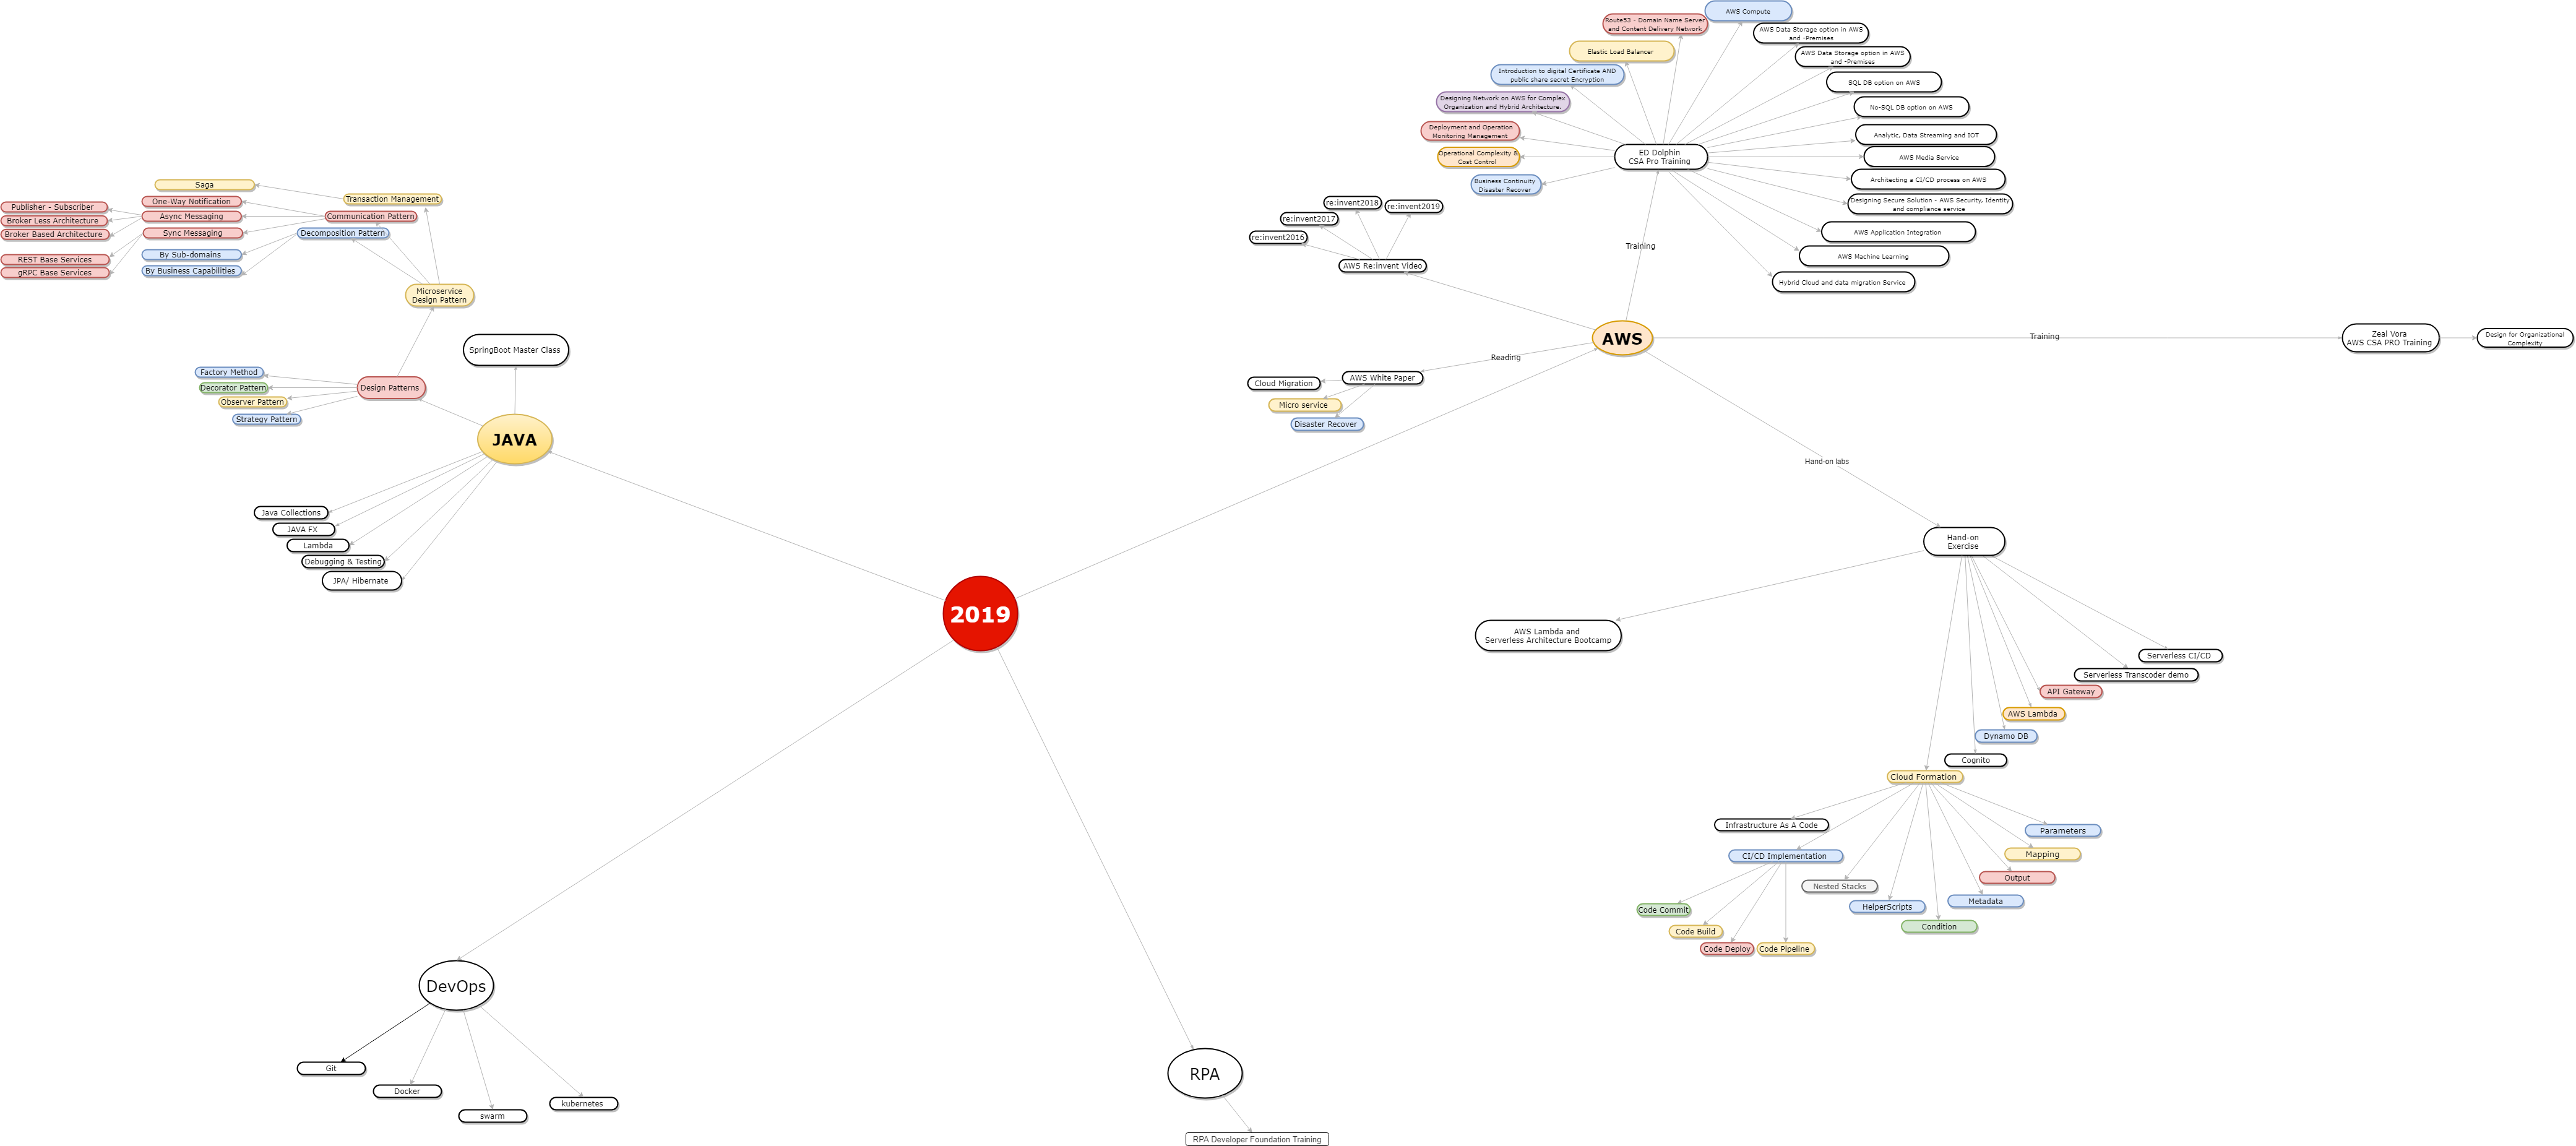 AWS Compute
Route53 - Domain Name Server
and Content Delivery Network
AWS Data Storage option in AWS
and -Premises
Elastic Load Balancer
AWS Data Storage option in AWS
and -Premises
Introduction to digital Certificate AND
public share secret Encryption
SQL DB option on AWS
Designing Network on AWS for Complex
Organization and Hybrid Architecture.
No-SQL DB option on AWS
Deployment and Operation
Monitoring Management
Analytic, Data Streaming and IOT
Operational Complexity &
Cost Control
ED Dolphin
CSA Pro Training
AWS Media Service
Business Continuity
Disaster Recover
Architecting a CI/CD process on AWS
Designing Secure Solution - AWS Security, Identity
and compliance service
AWS Application Integration
AWS Machine Learning
Hybrid Cloud and data migration Service
Training
re:invent2018
re:invent2019
re:invent2017
re:invent2016
AWS Re:invent Video
Saga
Transaction Management
One-Way Notification
Publisher - Subscriber
Async Messaging
Communication Pattern
Broker Less Architecture
Broker Based Architecture
Sync Messaging
Decomposition Pattern
REST Base Services
By Sub-domains
gRPC Base Services
By Business Capabilities
Microservice
Design Pattern
SpringBoot Master Class
Factory Method
Decorator Pattern
Design Patterns
Observer Pattern
Strategy Pattern
JAVA
Java Collections
JAVA FX
Lambda
Debugging & Testing
JPA/ Hibernate
AWS
Training
Zeal Vora
AWS CSA PRO Training
Design for Organizational
Complexity
Reading
AWS White Paper
Cloud Migration
Micro service
Disaster Recover
Hand-on labs
Hand-on
Exercise
2019
AWS Lambda and
Serverless Architecture Bootcamp
Serverless CI/CD
Serverless Transcoder demo
API Gateway
AWS Lambda
Dynamo DB
Cognito
Cloud Formation
Infrastructure As A Code
Parameters
CI/CD Implementation
Mapping
Output
Nested Stacks
Metadata
HelperScripts
Condition
Code Commit
Code Build
Code Deploy
Code Pipeline
DevOps
Git
Docker
swarm
kubernetes
RPA
RPA Developer Foundation Training